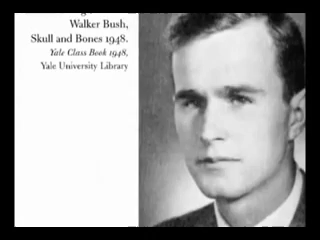 Walker Bush,
Skull and Bones 1948.
Yale Class Book 1948,
Yale University Library